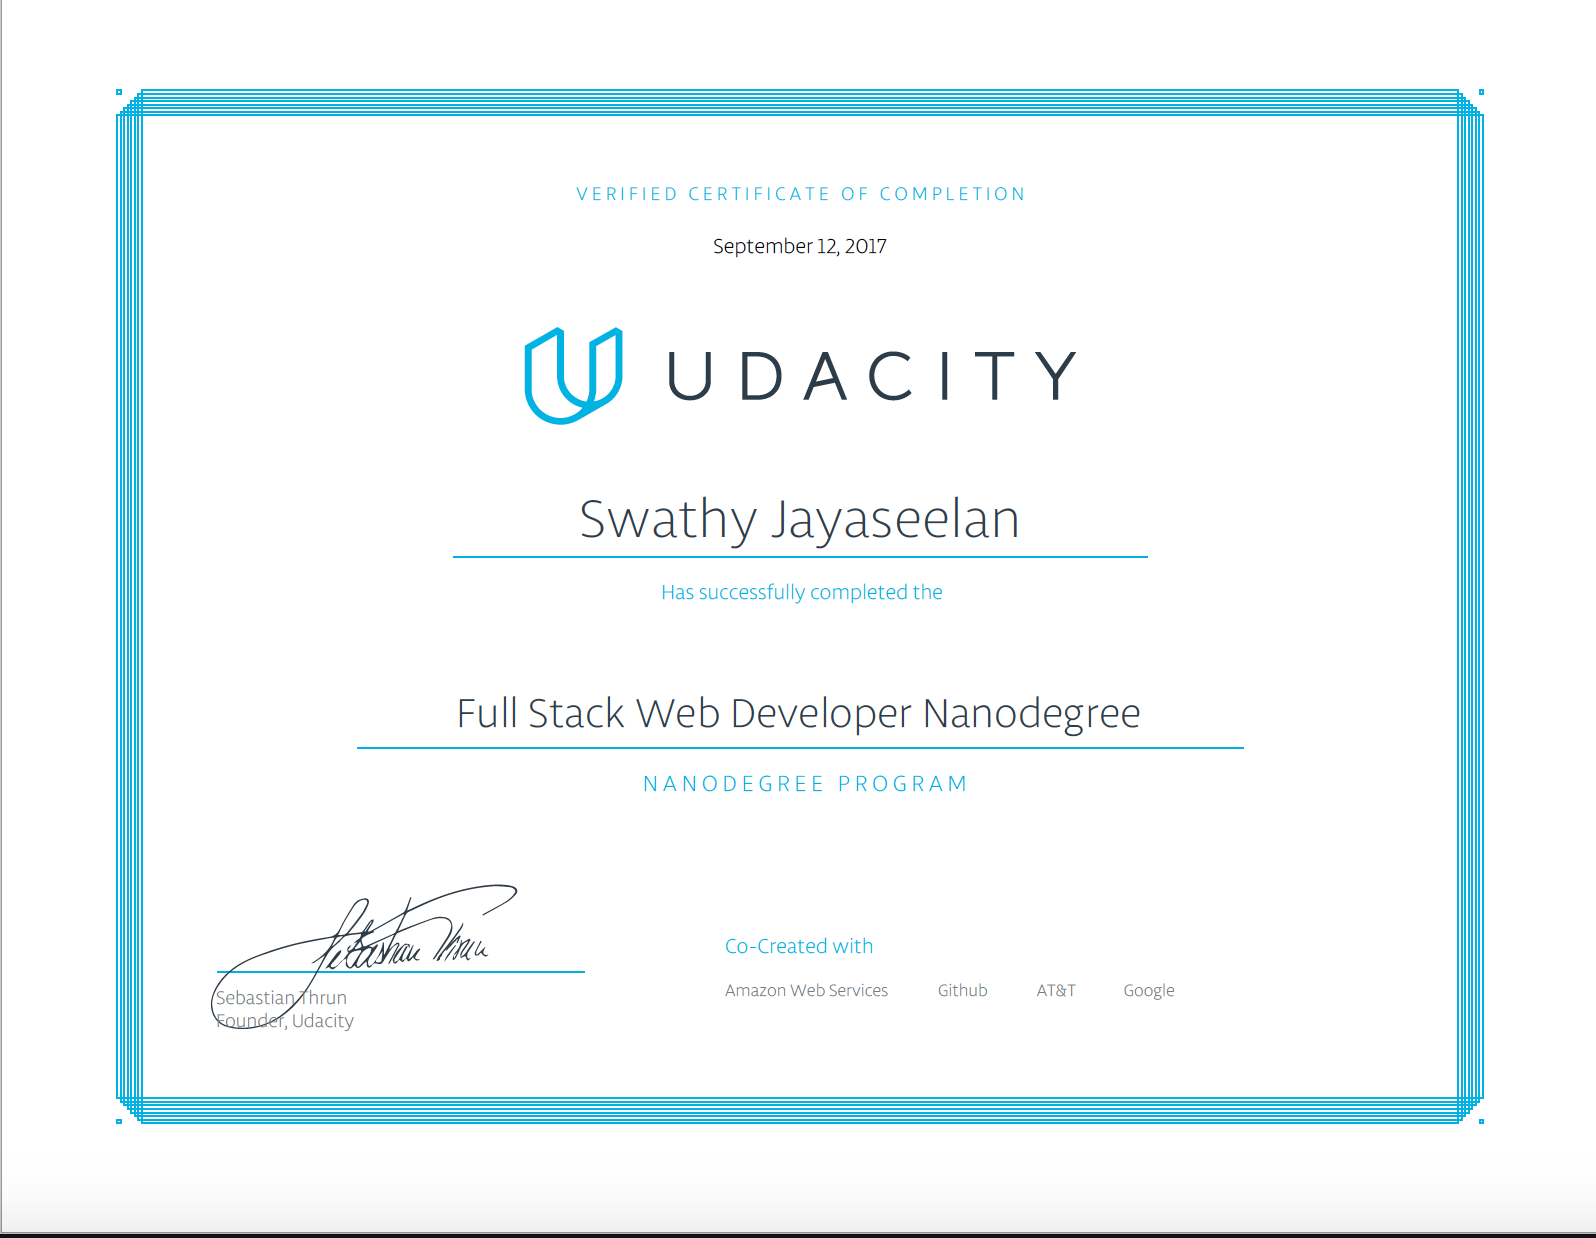 VERIFIED CERTIFICATE OF COMPLETION
September 12, 2017
UDACITY
Swathy Jayaseelan
Has successfully completed the
Full Stack Web Developer Nanodegree
NANODEGREE PROGRAM
Sebastian Thrun
Sebastian Thrun
Founder, Udacity
Co-Created with
Amazon Web Services Github AT&T Google